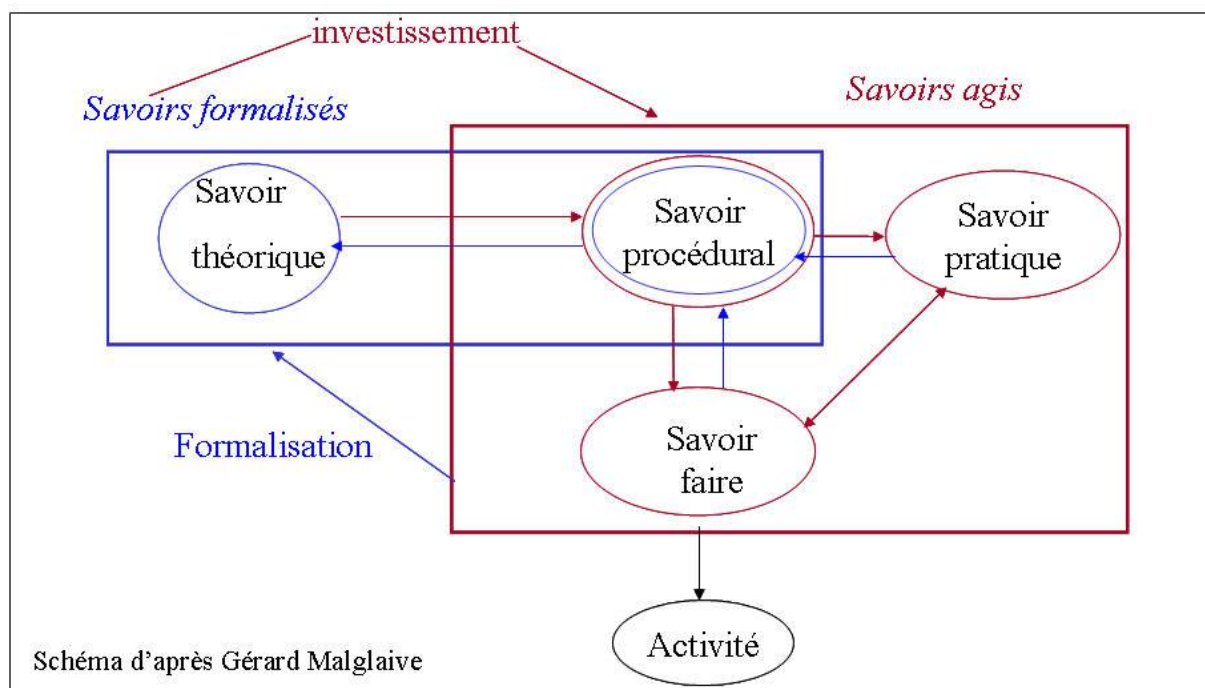 investissement
Savoirs formalisés
Savoirs agis
Savoir
théorique
Savoir
procédural
Savoir
pratique
Formalisation
Savoir
faire
Activité
Schéma d'après Gérard Malglaive